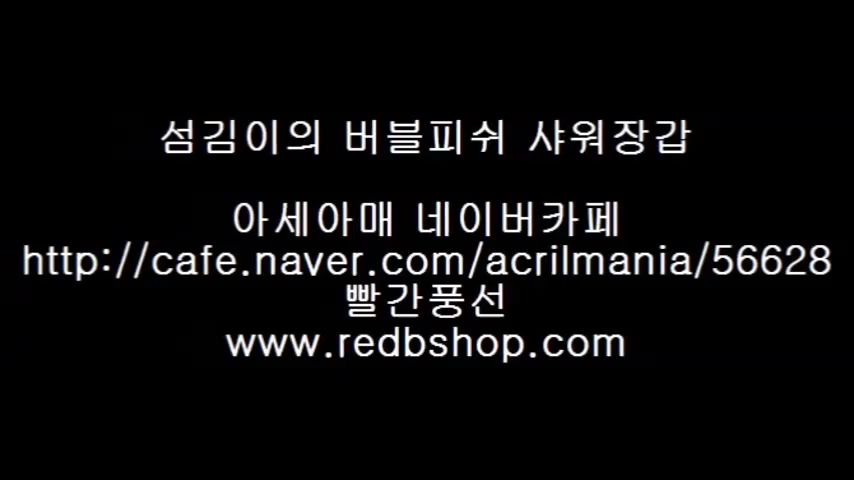 섬김이의 버블피쉬 샤워장갑
아세아매 네이버카페
http://cafe.naver.com/acrilmania/56628
빨간풍선
www.redbshop.com